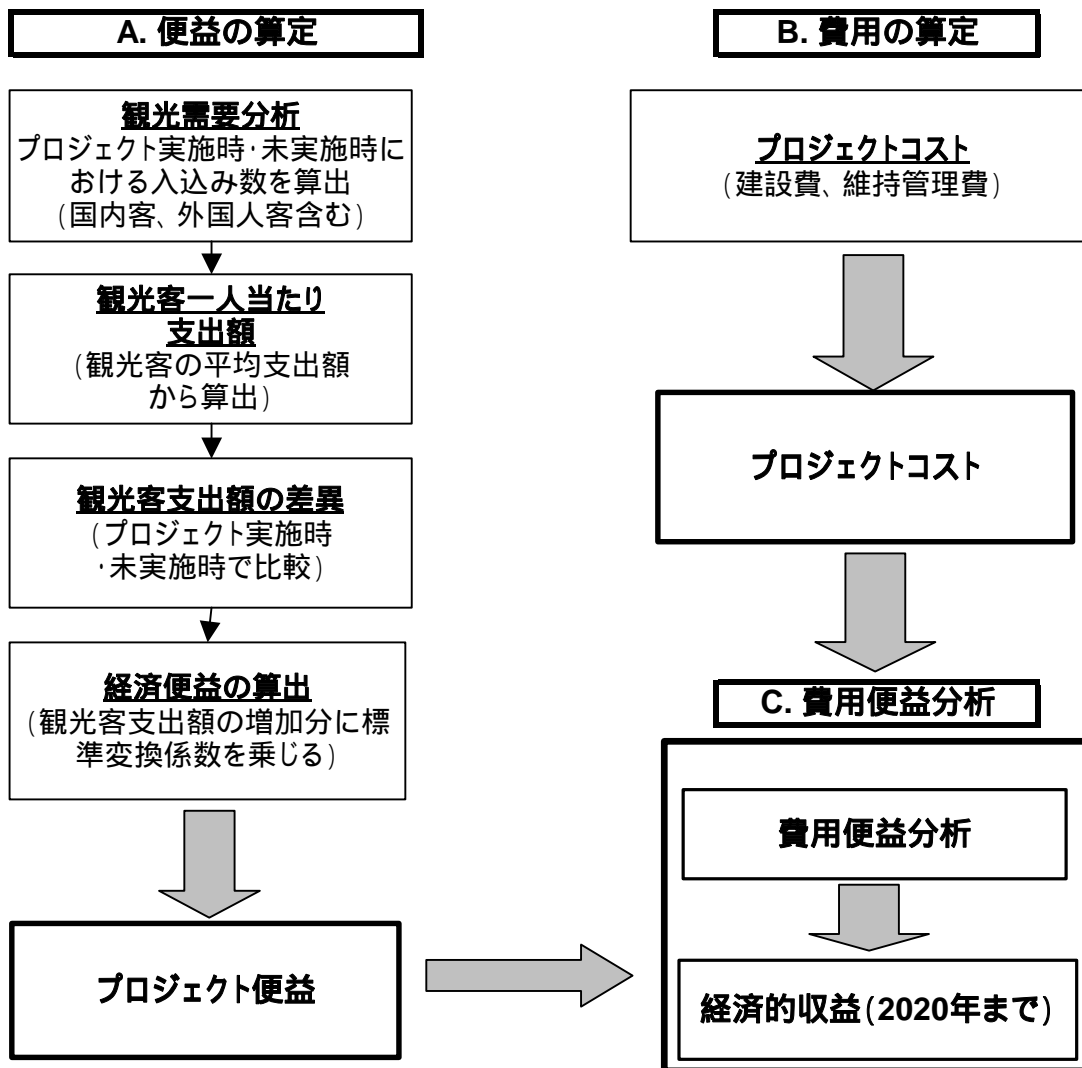 A. 便益の算定
観光需要分析
プロジェクト実施時・未実施時に
おける入込み数を算出
(国内客、外国人客含む)
観光客一人当たり
支出額
(観光客の平均支出額
から算出)
観光客支出額の差異
(プロジェクト実施時
・未実施時で比較)
経済便益の算出
(観光客支出額の増加分に標
準変換係数を乗じる)
プロジェクト便益
B. 費用の算定
プロジェクトコスト
(建設費、維持管理費)
プロジェクトコスト
C. 費用便益分析
費用便益分析
経済的収益(2020年まで)